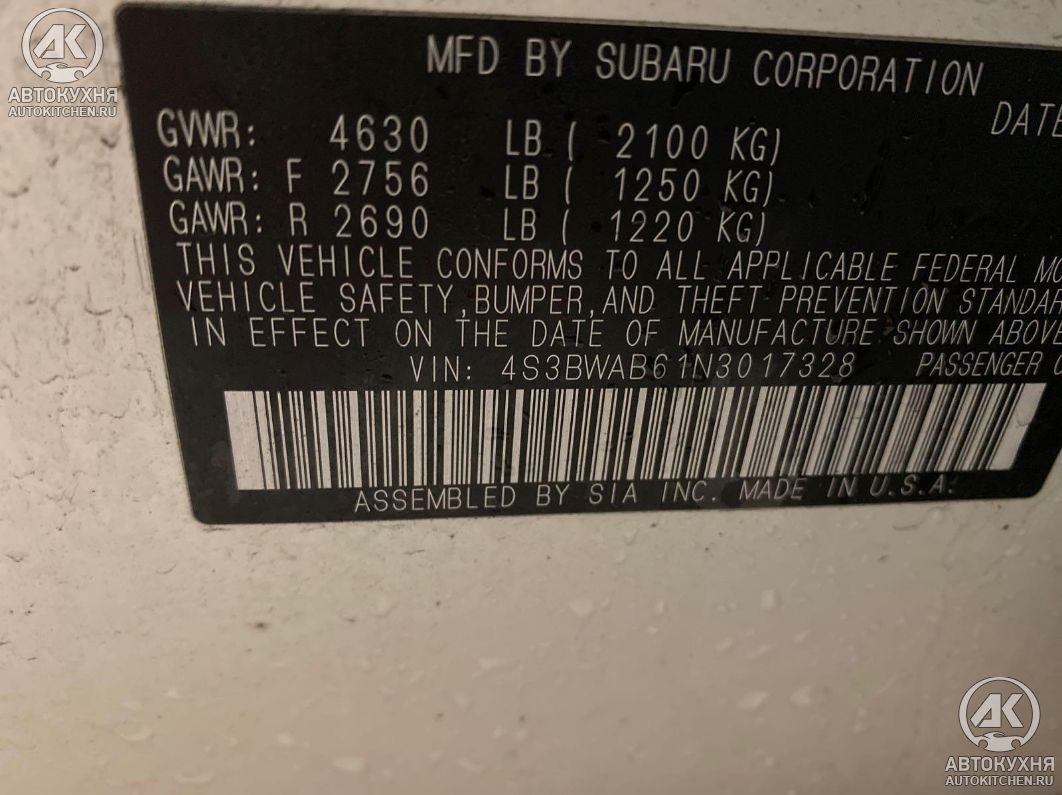 AK
АВТОКУХНЯ
AUTOKITCHEN.RU
MFD BY SUBARU CORPORATION
DATE
GVWR: 4630 LB ( 2100 KG)
GAWR: F 2756 LB ( 1250 KG)
GAWR: R 2690 LB ( 1220 KG)
THIS VEHICLE CONFORMS TO ALL APPLICABLE FEDERAL MO
VEHICLE SAFETY,BUMPER,AND THEFT PREVENTION STANDA
IN EFFECT ON THE DATE OF MANUFACTURE SHOWN ABOVE
VIN: 4S3BWAB61N3017328 PASSENGER C
ASSEMBLED BY SIA INC. MADE IN U.S.A.
AK
АВТОКУХНЯ
AUTOKITCHEN.RU